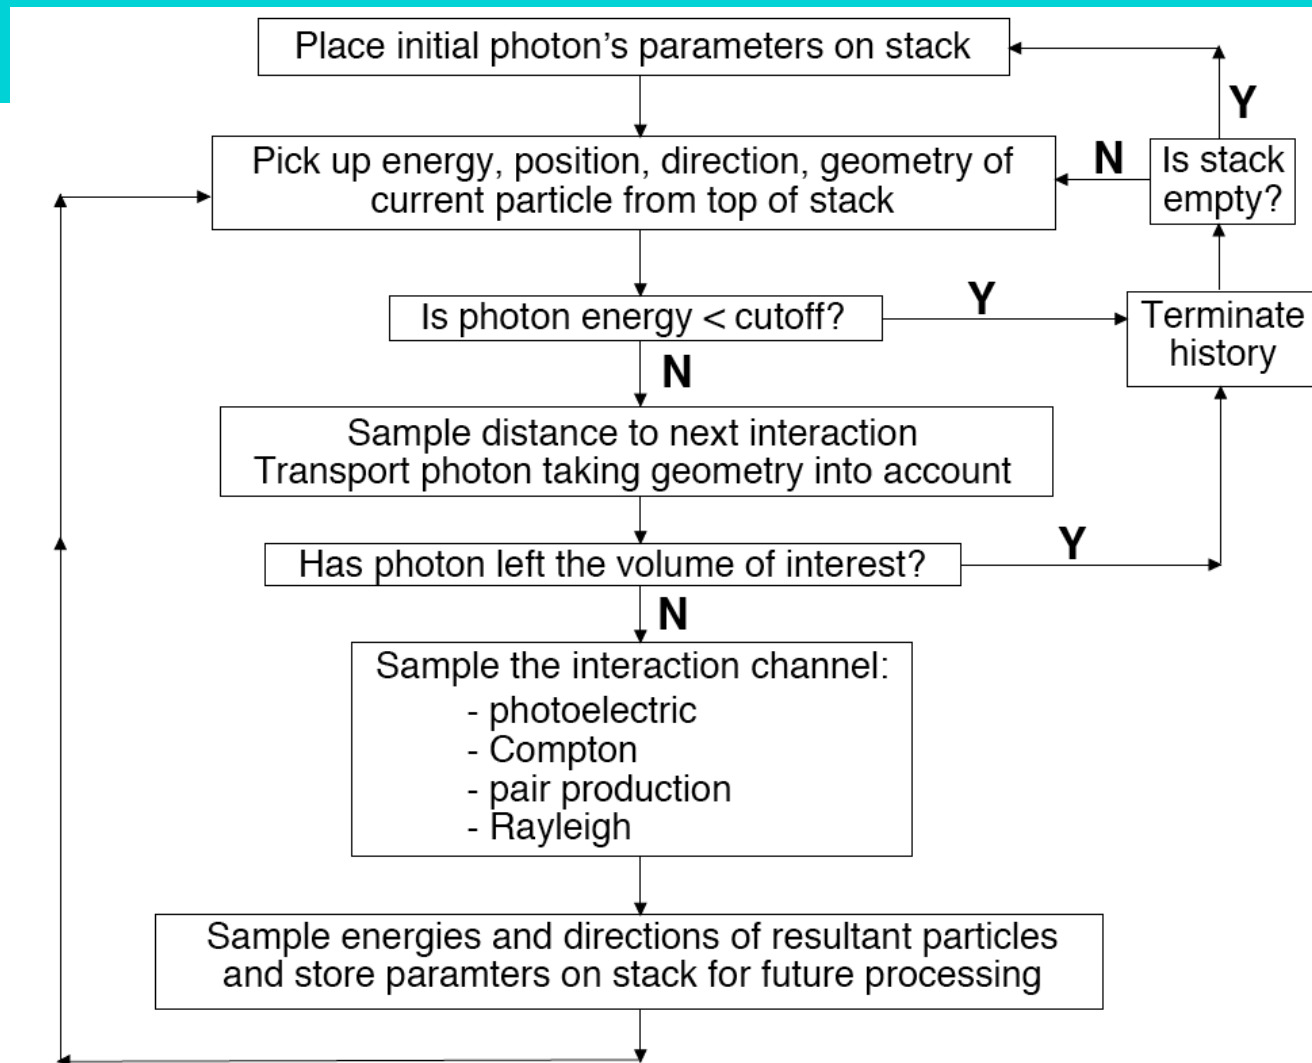 Place initial photon's parameters on stack
Y
Pick up energy, position, direction, geometry of
current particle from top of stack
N
Is stack
empty?
Is photon energy < cutoff?
Y
Terminate
history
N
Sample distance to next interaction
Transport photon taking geometry into account
Has photon left the volume of interest?
Y
N
Sample the interaction channel:
- photoelectric
- Compton
- pair production
- Rayleigh
Sample energies and directions of resultant particles
and store paramters on stack for future processing